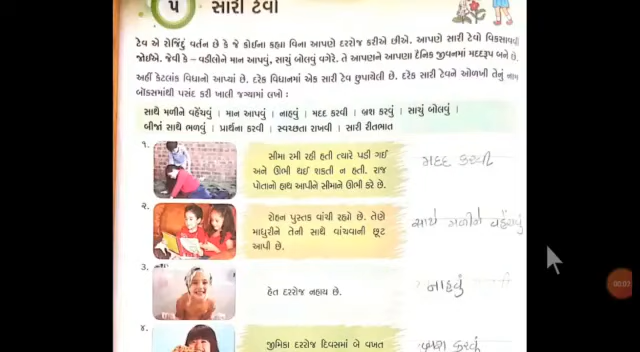 ૫ સારી ટેવો
ટેવ એ રોજિંદું વર્તન છે કે જે કોઈના કહ્યા વિના આપણે દરરોજ કરીએ છીએ. આપણે સારી ટેવો વિકસાવવી
જોઈએ. જેવી કે – વડીલોને માન આપવું, સાચું બોલવું વગેરે. તે આપણને આપણા દૈનિક જીવનમાં મદદરૂપ બને છે.
અહીં કેટલાંક વિધાનો આપ્યાં છે. દરેક વિધાનમાં એક સારી ટેવ છુપાયેલી છે. દરેક સારી ટેવને ઓળખી તેનું નામ
બૉક્સમાંથી પસંદ કરી ખાલી જગ્યામાં લખો :
સાથે મળીને વહેંચવું | માન આપવું | નાહવું | મદદ કરવી | બ્રશ કરવું | સાચું બોલવું |
બીજાં સાથે ભળવું | પ્રાર્થના કરવી | સ્વચ્છતા રાખવી | સારી રીતભાત
૧.
સીમા રમી રહી હતી ત્યારે પડી ગઈ
અને ઊભી થઈ શકતી ન હતી. રાજ
પોતાનો હાથ આપીને સીમાને ઊભી કરે છે.
મદદ કરવી
૨.
રોહન પુસ્તક વાંચી રહ્યો છે. તેણે
માધુરીને તેની સાથે વાંચવાની છૂટ
આપી છે.
સાથે મળીને વહેંચવું
૩.
હેત દરરોજ નહાય છે.
નાહવું
૪.
જીમિકા દરરોજ દિવસમાં બે વખત
બ્રશ કરવું
00:07